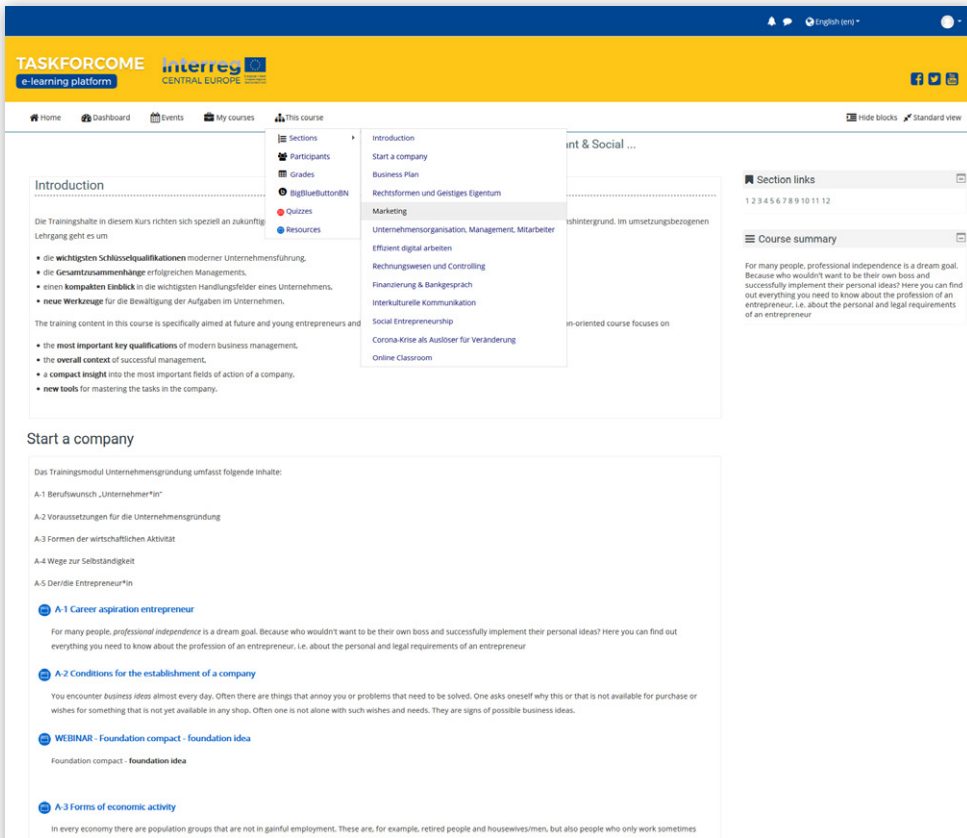 English (en)
TASKFORCOME
e-learning platform
Interreg
CENTRAL EUROPE
Home Dashboard Events My courses This course
Hide blocks Standard view
Sections
Participants
Grades
BigBlueButtonBN
Quizzes
Resources
Introduction
Start a company
Business Plan
Rechtsformen und Geistiges Eigentum
Marketing
Unternehmensorganisation, Management, Mitarbeiter
Effizient digital arbeiten
Rechnungswesen und Controlling
Finanzierung & Bankgespräch
Interkulturelle Kommunikation
Social Entrepreneurship
Corona-Krise als Auslöser für Veränderung
Online Classroom
ant & Social ...
Introduction
Die Trainingshalte in diesem Kurs richten sich speziell an zukünftig
nshintergrund. Im umsetzungsbezogenen
Lehrgang geht es um
• die wichtigsten Schlüsselqualifikationen moderner Unternehmensführung,
• die Gesamtzusammenhänge erfolgreichen Managements,
• einen kompakten Einblick in die wichtigsten Handlungsfelder eines Unternehmens,
• neue Werkzeuge für die Bewältigung der Aufgaben im Unternehmen.
The training content in this course is specifically aimed at future and young entrepreneurs and
on-oriented course focuses on
• the most important key qualifications of modern business management,
• the overall context of successful management,
• a compact insight into the most important fields of action of a company,
• new tools for mastering the tasks in the company.
Section links
1 2 3 4 5 6 7 8 9 10 11 12
Course summary
For many people, professional independence is a dream goal.
Because who wouldn't want to be their own boss and
successfully implement their personal ideas? Here you can find
out everything you need to know about the profession of an
entrepreneur, i.e. about the personal and legal requirements
of an entrepreneur
Start a company
Das Trainingsmodul Unternehmensgründung umfasst folgende Inhalte:
A-1 Berufswunsch „Unternehmer*in"
A-2 Voraussetzungen für die Unternehmensgründung
A-3 Formen der wirtschaftlichen Aktivität
A-4 Wege zur Selbständigkeit
A-5 Der/die Entrepreneur*in
A-1 Career aspiration entrepreneur
For many people, professional independence is a dream goal. Because who wouldn't want to be their own boss and successfully implement their personal ideas? Here you can find out
everything you need to know about the profession of an entrepreneur, i.e. about the personal and legal requirements of an entrepreneur
A-2 Conditions for the establishment of a company
You encounter business ideas almost every day. Often there are things that annoy you or problems that need to be solved. One asks oneself why this or that is not available for purchase or
wishes for something that is not yet available in any shop. Often one is not alone with such wishes and needs. They are signs of possible business ideas.
WEBINAR - Foundation compact - foundation idea
Foundation compact - foundation idea
A-3 Forms of economic activity
In every economy there are population groups that are not in gainful employment. These are, for example, retired people and housewives/men, but also people who only work sometimes